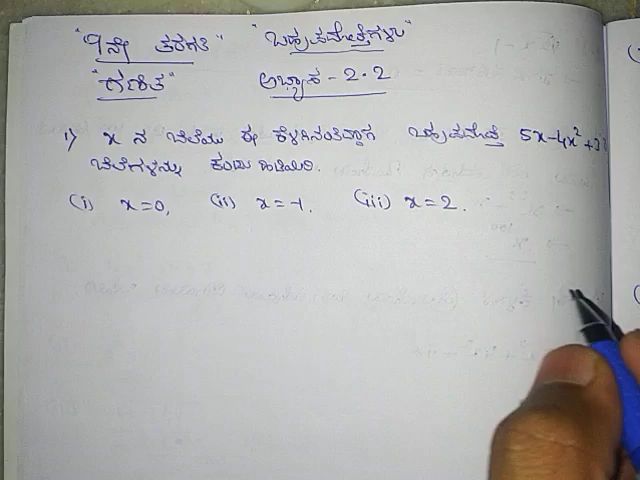 "9ನೇ ತರಗತಿ" "ಬಹುಪದೋಕ್ತಿಗಳು"
"ಗಣಿತ" ಅಭ್ಯಾಸ - 2.2
1) x ನ ಬೆಲೆಯು ಈ ಕೆಳಗಿನಂತಿದ್ದಾಗ ಬಹುಪದೋಕ್ತಿ 5x-4x²+3ರ
ಬೆಲೆಗಳನ್ನು ಕಂಡು ಹಿಡಿಯಿರಿ.
(i) x=0, (ii) x=-1. (iii) x=2.